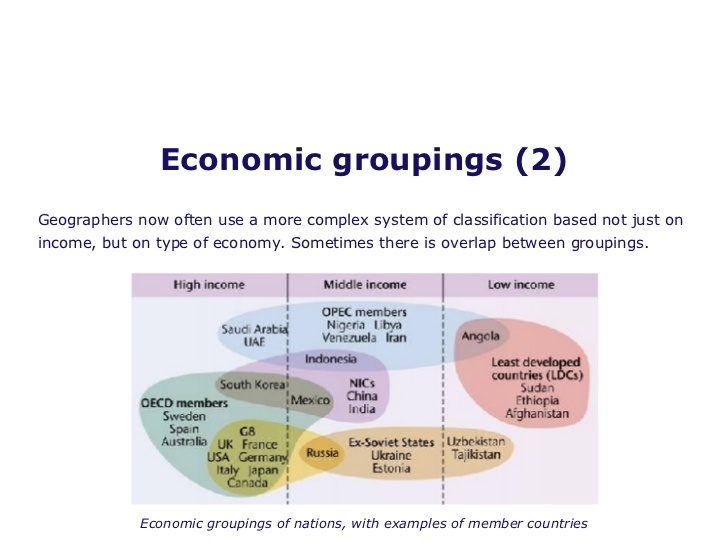 Economic groupings (2)
Geographers now often use a more complex system of classification based not just on
income, but on type of economy. Sometimes there is overlap between groupings.
High income
Middle income
Low income
OPEC members
Nigeria Libya
Venezuela Iran
Saudi Arabia
UAE
Angola
Indonesia
Least developed
countries (LDCs)
Sudan
Ethiopia
Afghanistan
South Korea
Mexico
NICs
China
India
OECD members
Sweden
Spain
Australia
G8
UK France
USA Germany
Italy Japan
Canada
Russia
Ex-Soviet States
Ukraine
Estonia
Uzbekistan
Tajikistan
Economic groupings of nations, with examples of member countries